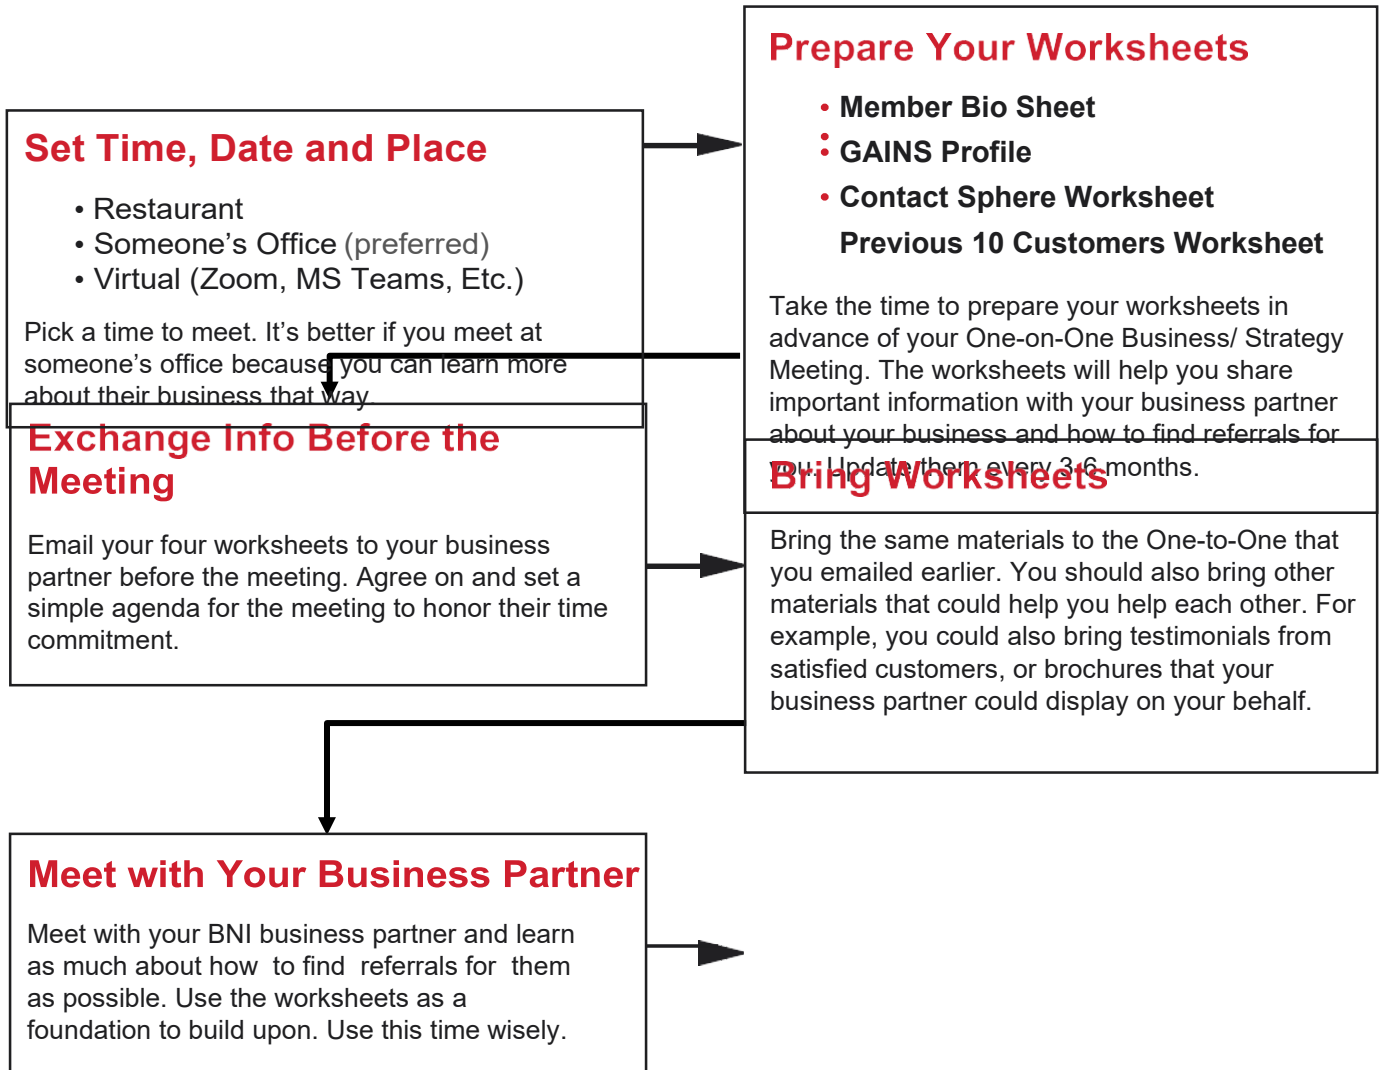 Set Time, Date and Place
• Restaurant
• Someone’s Office (preferred)
• Virtual (Zoom, MS Teams, Etc.)
Pick a time to meet. It’s better if you meet at
someone’s office because you can learn more
about their business that way.
Prepare Your Worksheets
• Member Bio Sheet
•
• GAINS Profile
• Contact Sphere Worksheet
Previous 10 Customers Worksheet
Take the time to prepare your worksheets in
advance of your One-on-One Business/ Strategy
Meeting. The worksheets will help you share
important information with your business partner
about your business and how to find referrals for
you. Update them every 3-6 months.
Exchange Info Before the
Meeting
Email your four worksheets to your business
partner before the meeting. Agree on and set a
simple agenda for the meeting to honor their time
commitment.
Bring Worksheets
Bring the same materials to the One-to-One that
you emailed earlier. You should also bring other
materials that could help you help each other. For
example, you could also bring testimonials from
satisfied customers, or brochures that your
business partner could display on your behalf.
Meet with Your Business Partner
Meet with your BNI business partner and learn
as much about how to find referrals for them
as possible. Use the worksheets as a
foundation to build upon. Use this time wisely.